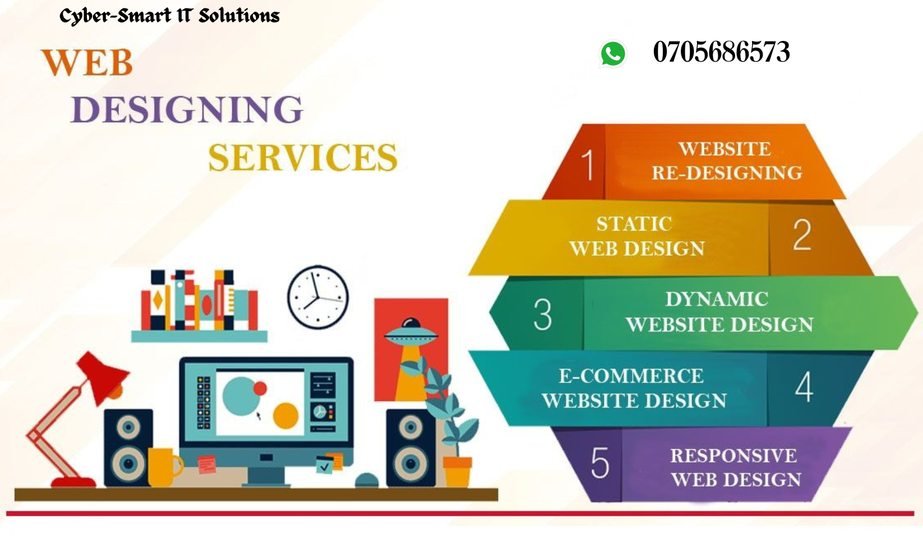 Cyber-Smart IT Solutions
WEB
DESIGNING
SERVICES
0705686573
1
WEBSITE
RE-DESIGNING
STATIC
WEB DESIGN
2
3
DYNAMIC
WEBSITE DESIGN
E-COMMERCE
WEBSITE DESIGN
4
5
RESPONSIVE
WEB DESIGN